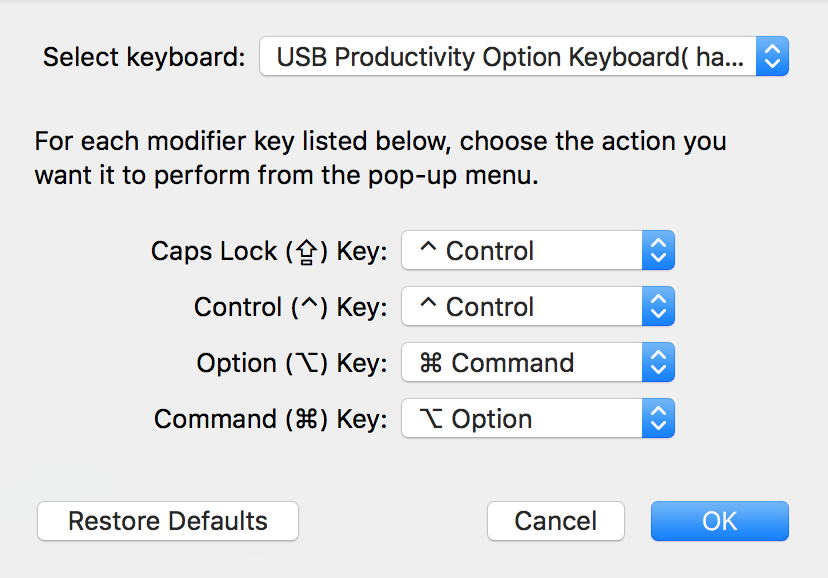 Select keyboard: USB Productivity Option Keyboard( ha...
For each modifier key listed below, choose the action you
want it to perform from the pop-up menu.
Caps Lock (⇪) Key: ⌃ Control
Control (⌃) Key: ⌃ Control
Option (⌥) Key: ⌘ Command
Command (⌘) Key: ⌥ Option
Restore Defaults Cancel OK